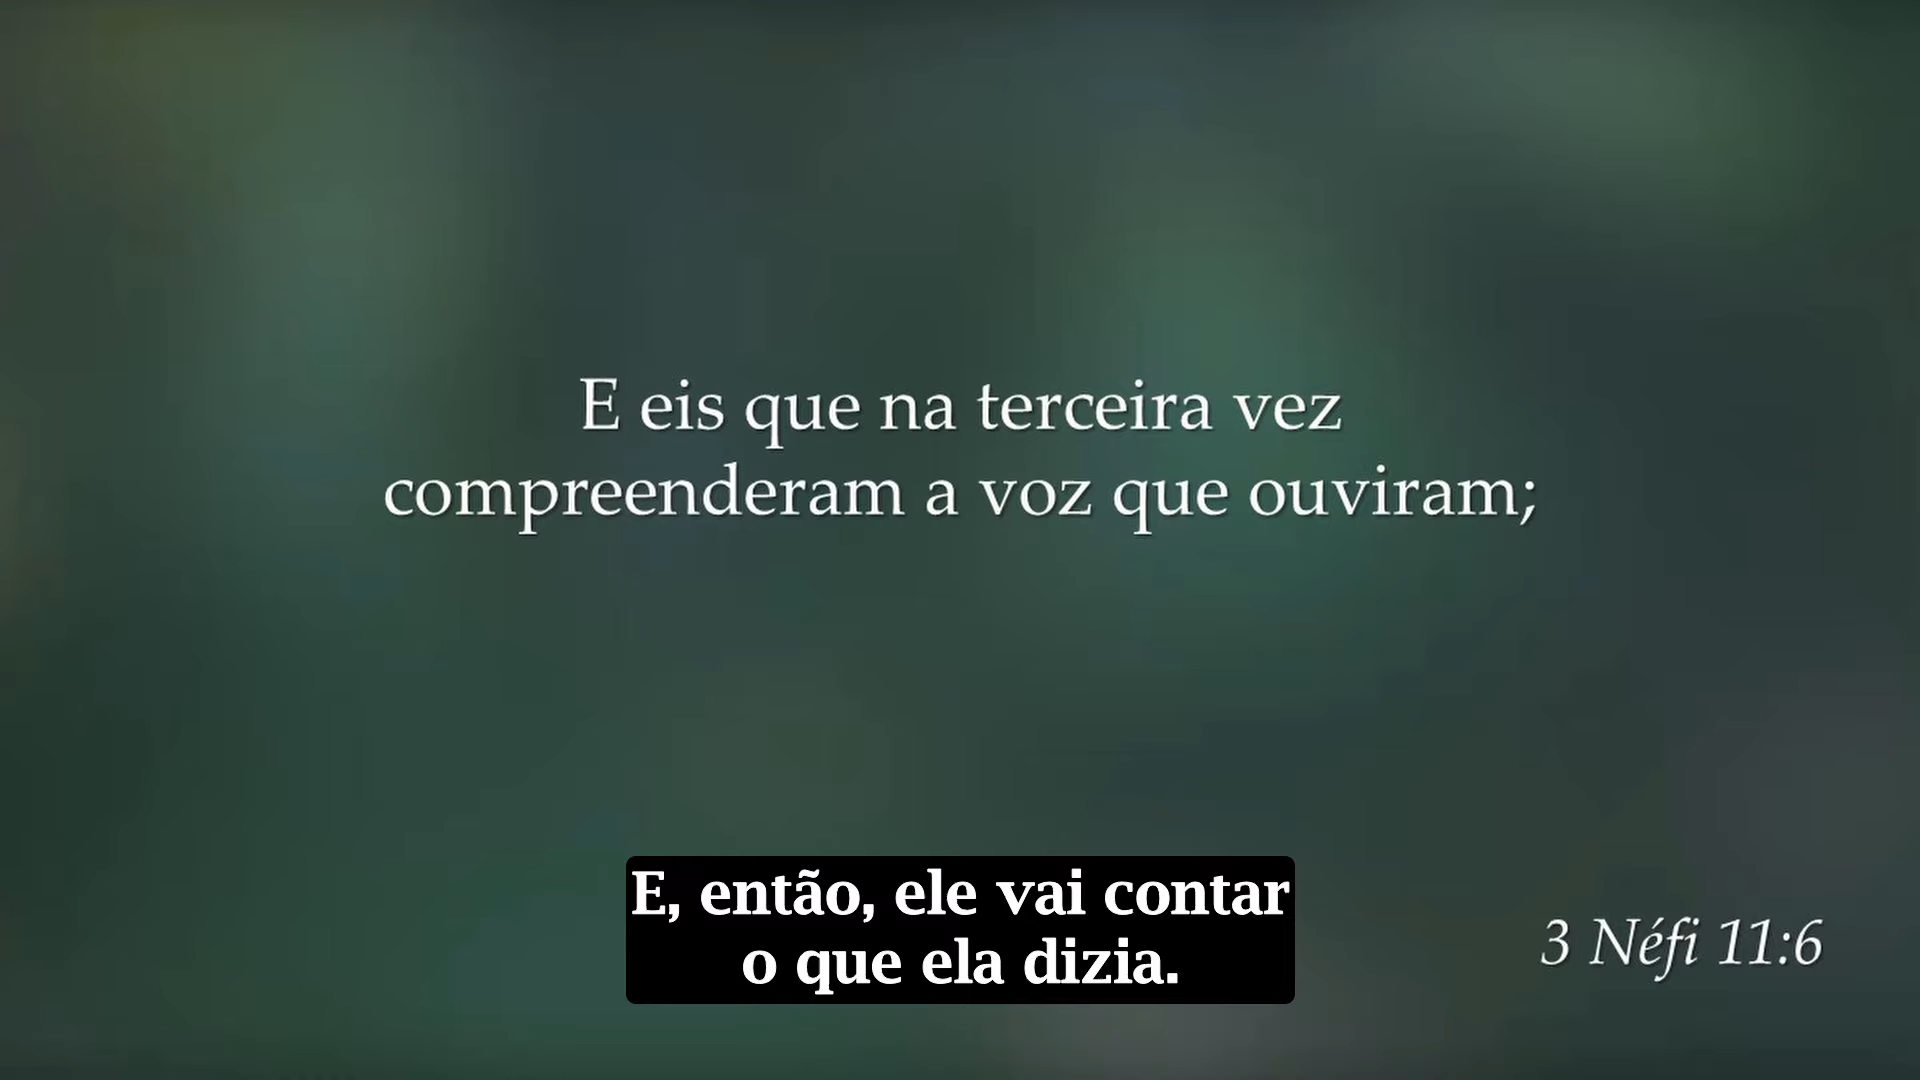 E eis que na terceira vez
compreenderam a voz que ouviram;
E, então, ele vai contar
o que ela dizia.
3 Néfi 11:6